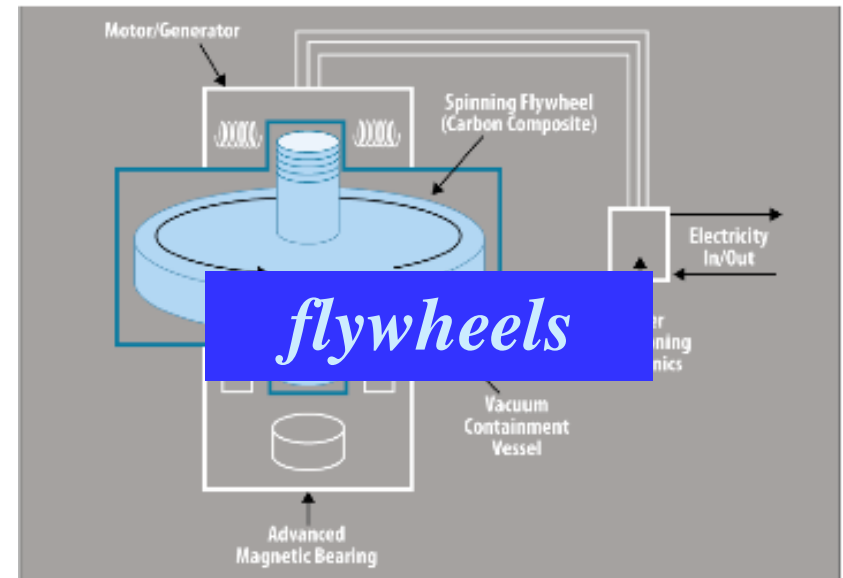 Motor/Generator
Spinning Flywheel
(Carbon Composite)
Electricity
In/Out
flywheels
Vacuum
Containment
Vessel
Advanced
Magnetic Bearing